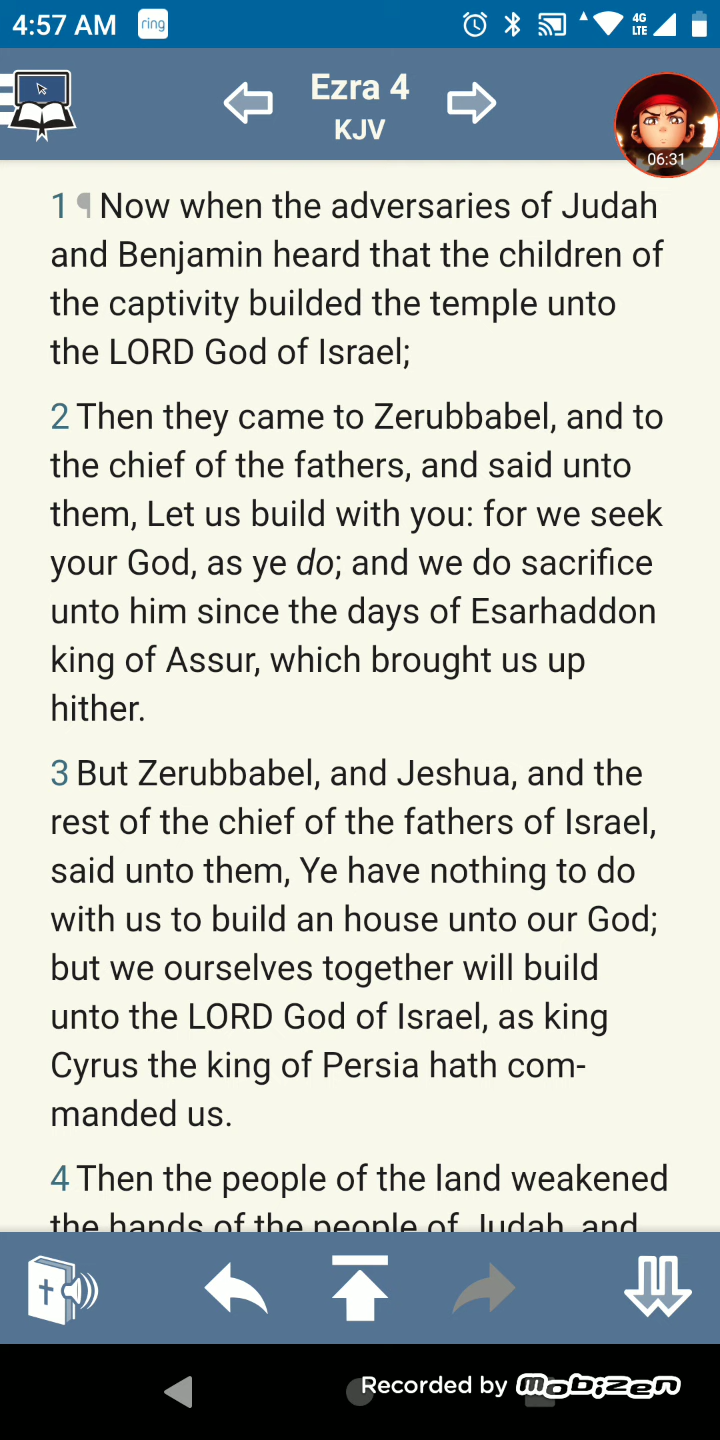 4:57 AM ring 4G LTE
Ezra 4
KJV
06:31
1 ¶ Now when the adversaries of Judah
and Benjamin heard that the children of
the captivity builded the temple unto
the LORD God of Israel;
2 Then they came to Zerubbabel, and to
the chief of the fathers, and said unto
them, Let us build with you: for we seek
your God, as ye do; and we do sacrifice
unto him since the days of Esarhaddon
king of Assur, which brought us up
hither.
3 But Zerubbabel, and Jeshua, and the
rest of the chief of the fathers of Israel,
said unto them, Ye have nothing to do
with us to build an house unto our God;
but we ourselves together will build
unto the LORD God of Israel, as king
Cyrus the king of Persia hath com-
manded us.
4 Then the people of the land weakened
the hands of the people of Judah, and
Recorded by mobizen